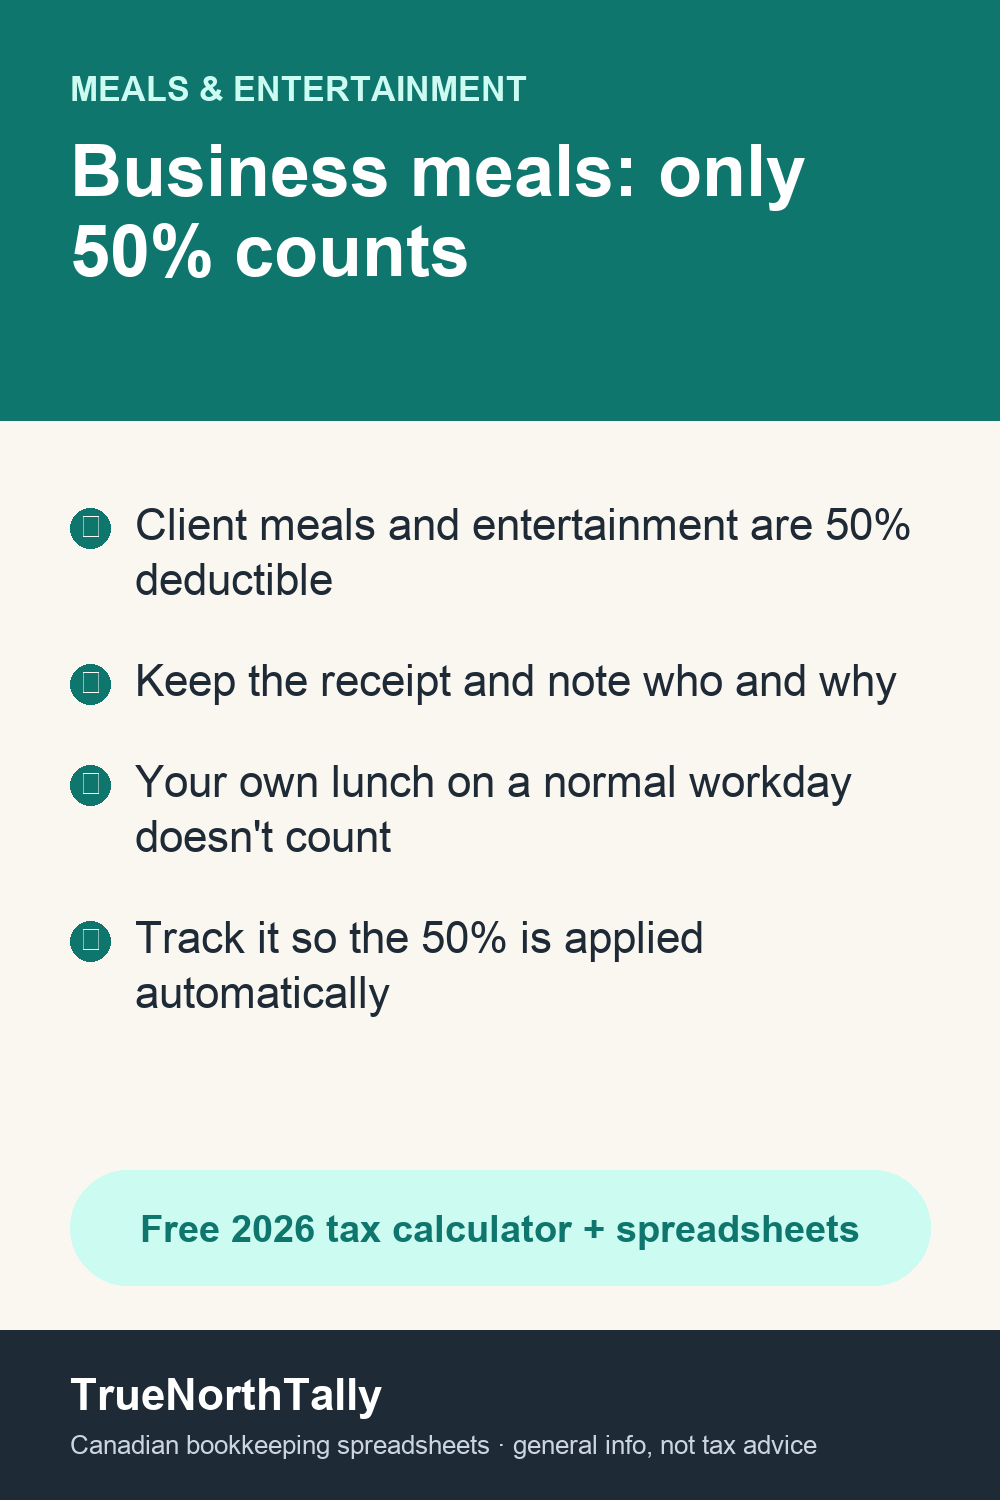 MEALS & ENTERTAINMENT
Business meals: only
50% counts
Client meals and entertainment are 50%
deductible
Keep the receipt and note who and why
Your own lunch on a normal workday
doesn't count
Track it so the 50% is applied
automatically
Free 2026 tax calculator + spreadsheets
TrueNorthTally
Canadian bookkeeping spreadsheets · general info, not tax advice